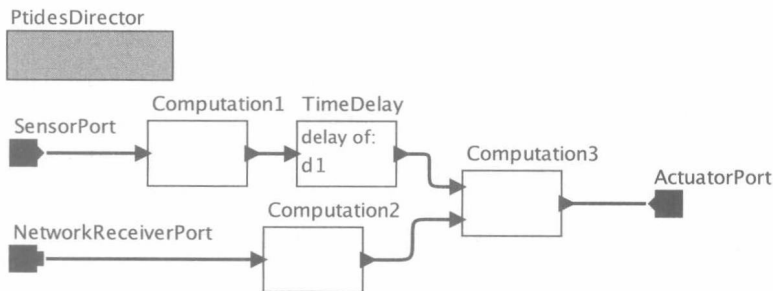 PtidesDirector
Computation1
TimeDelay
SensorPort
delay of:
d1
Computation3
ActuatorPort
Computation2
NetworkReceiverPort